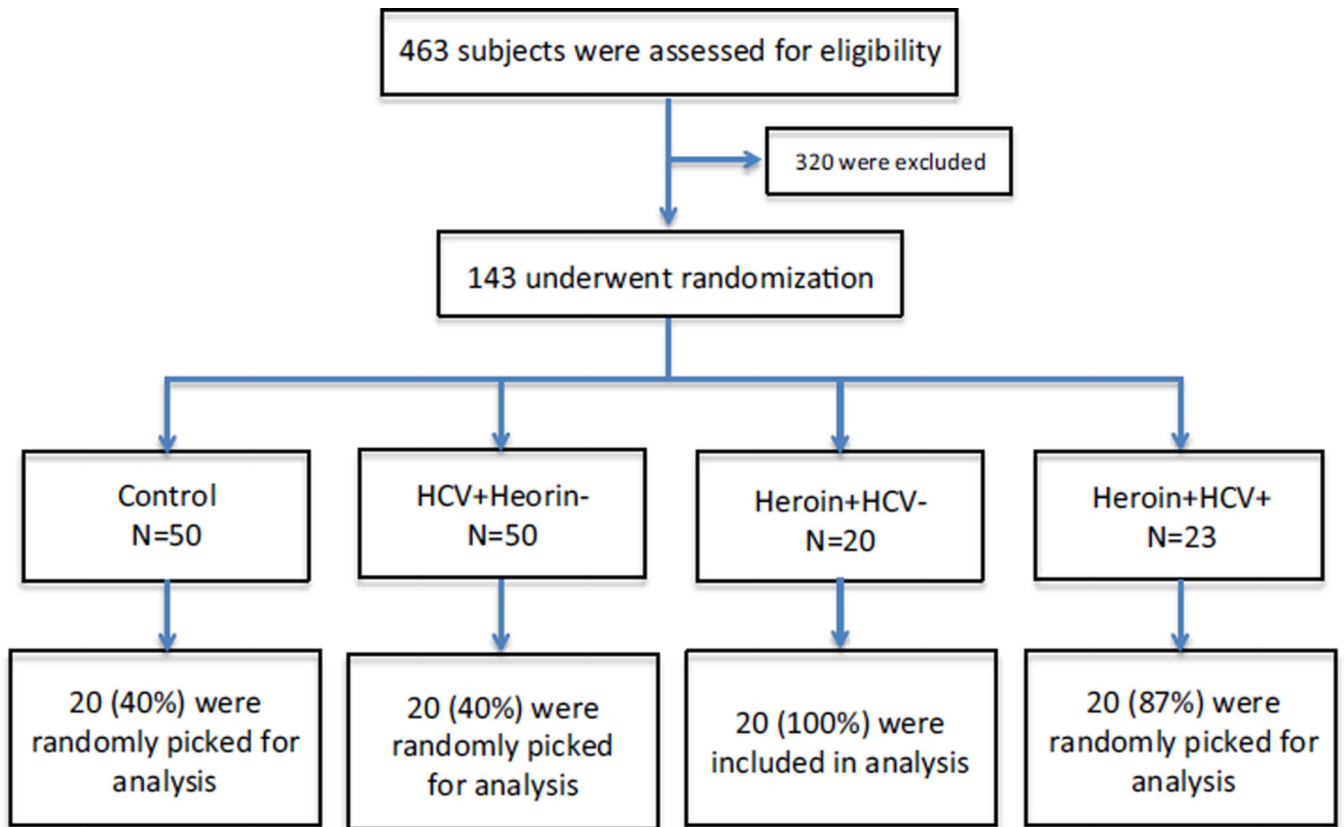 463 subjects were assessed for eligibility
320 were excluded
143 underwent randomization
Control
N=50
HCV+Heorin-
N=50
Heroin+HCV-
N=20
Heroin+HCV+
N=23
20 (40%) were
randomly picked for
analysis
20 (40%) were
randomly picked
for analysis
20 (100%) were
included in analysis
20 (87%) were
randomly picked for
analysis